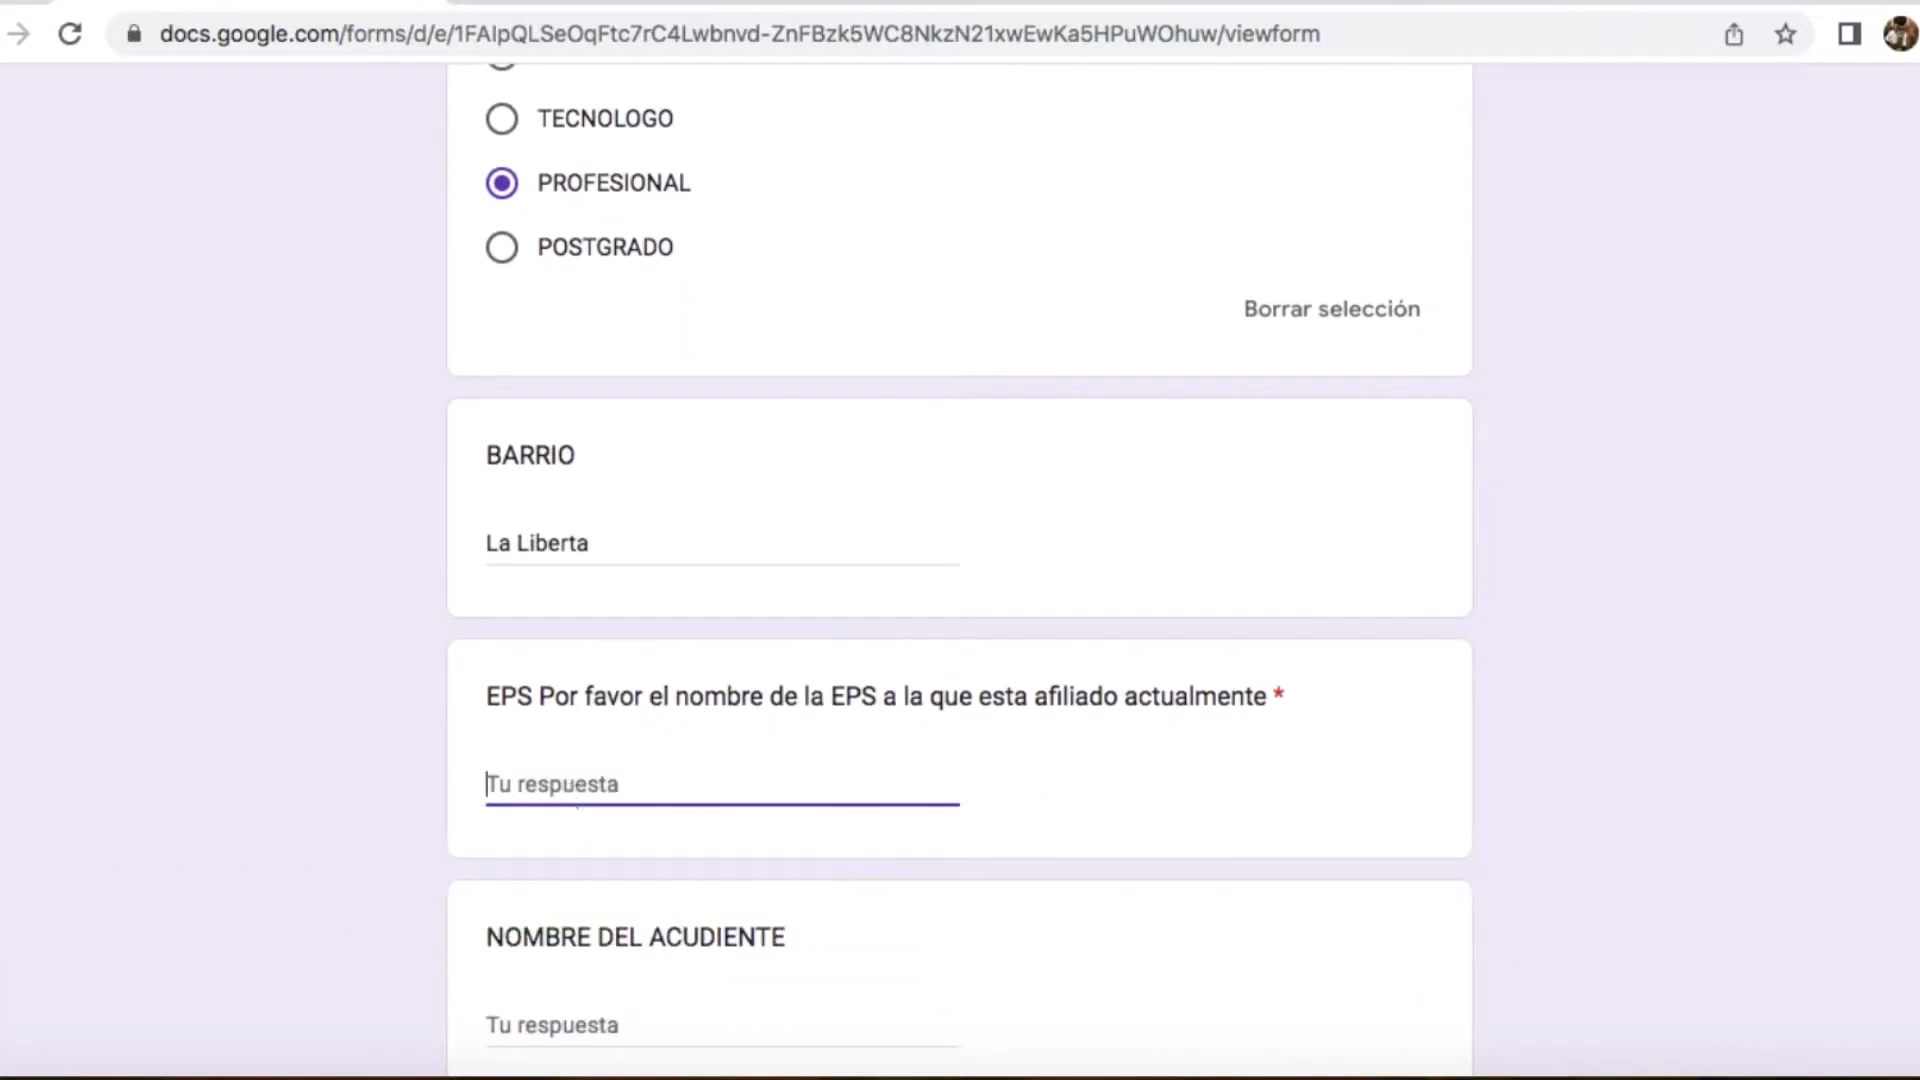 docs.google.com/forms/d/e/1FAIpQLSeOqFtc7rC4Lwbnvd-ZnFBzk5WC8NkzN21xwEwKa5HPuWOhuw/viewform
TECNOLOGO
PROFESIONAL
POSTGRADO
Borrar selección
BARRIO
La Liberta
EPS Por favor el nombre de la EPS a la que esta afiliado actualmente *
Tu respuesta
NOMBRE DEL ACUDIENTE
Tu respuesta